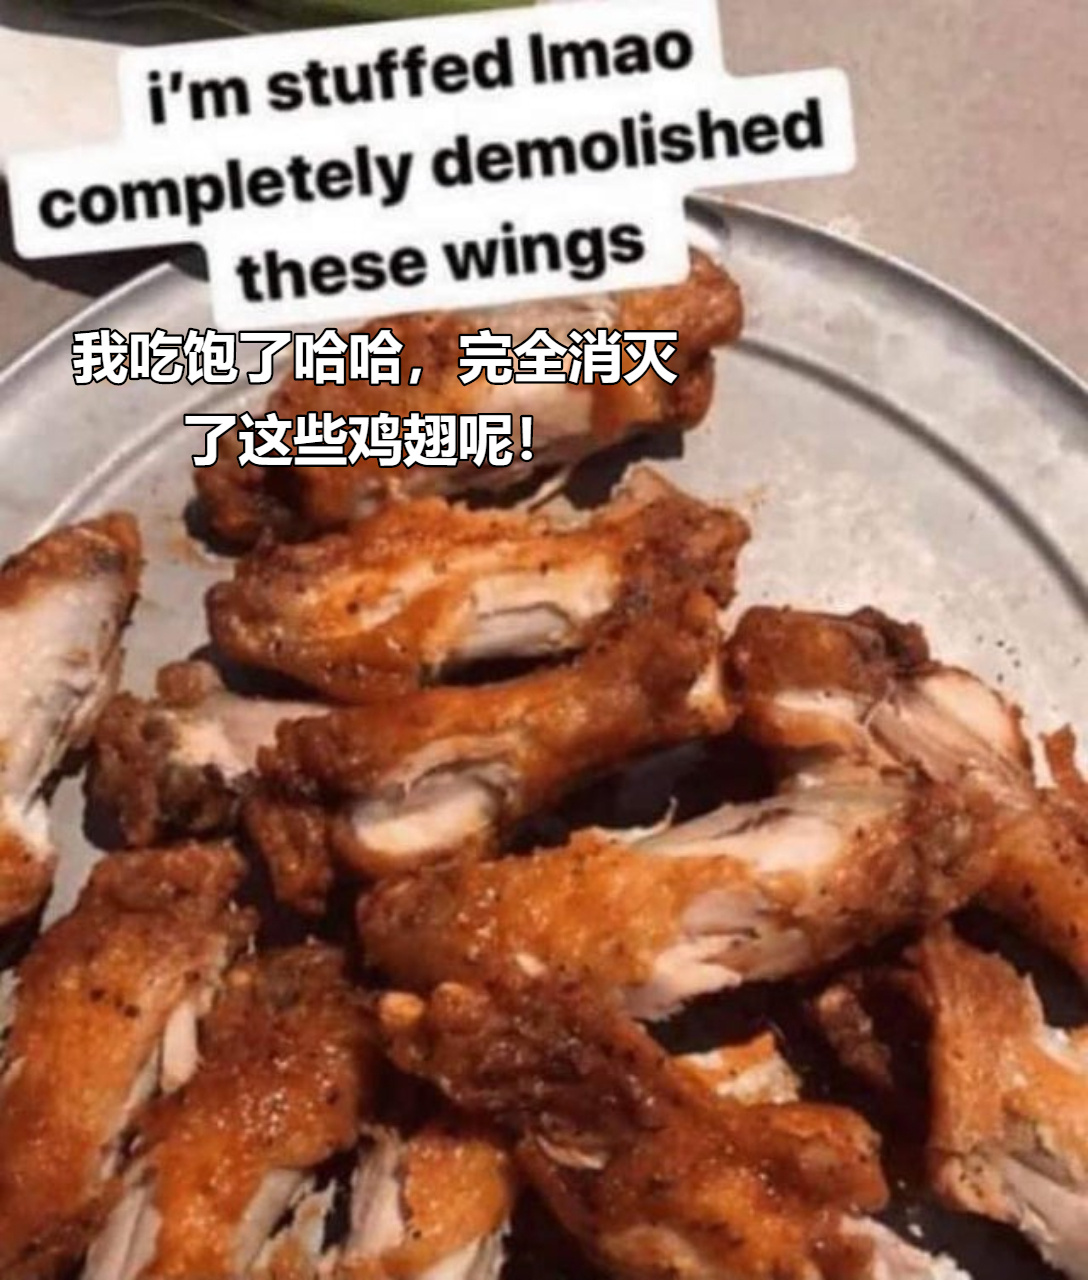 i'm stuffed lmao
completely demolished
these wings
我吃饱了哈哈，完全消灭
了这些鸡翅呢！